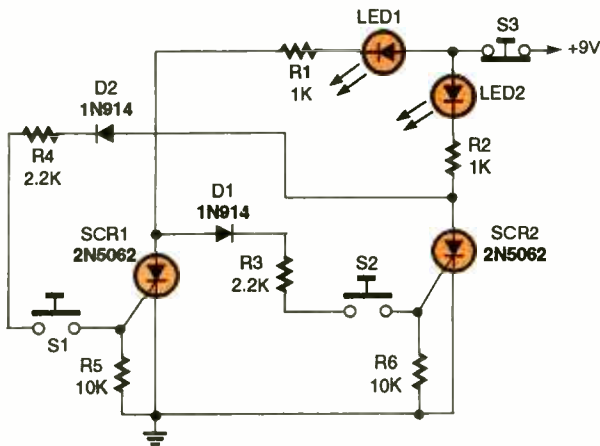 LED1
S3
+9V
R1
1K
D2
1N914
LED2
R4
2.2K
R2
1K
D1
1N914
SCR1
2N5062
SCR2
2N5062
R3
2.2K
S2
S1
R5
10K
R6
10K